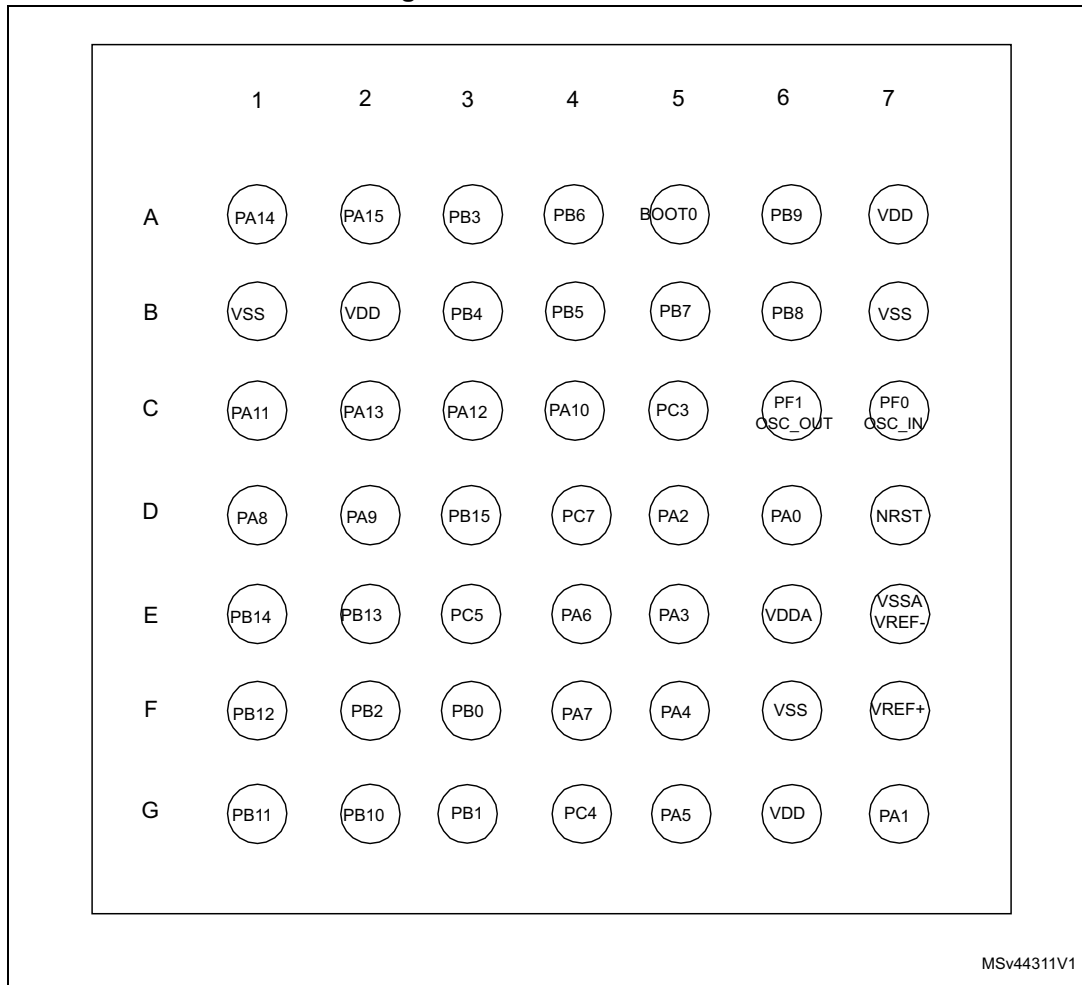 1 2 3 4 5 6 7
A PA14 PA15 PB3 PB6 BOOT0 PB9 VDD
B VSS VDD PB4 PB5 PB7 PB8 VSS
C PA11 PA13 PA12 PA10 PC3 PF1 OSC_OUT PF0 OSC_IN
D PA8 PA9 PB15 PC7 PA2 PA0 NRST
E PB14 PB13 PC5 PA6 PA3 VDDA VSSA VREF-
F PB12 PB2 PB0 PA7 PA4 VSS VREF+
G PB11 PB10 PB1 PC4 PA5 VDD PA1
MSv44311V1